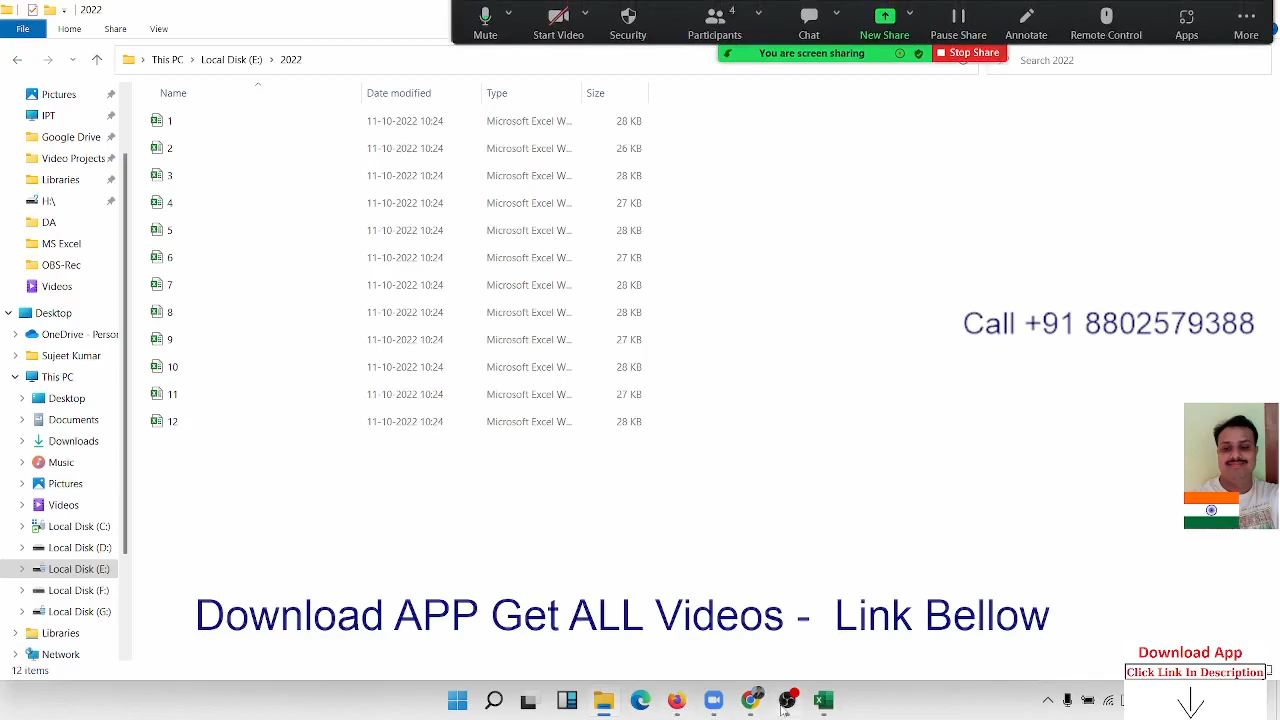 2022
File Home Share View
Mute Start Video Security Participants 4 Chat New Share Pause Share Annotate Remote Control Apps More
You are screen sharing Stop Share
This PC 2022 Search 2022
Name Date modified Type Size
Pictures
IPT
Google Drive
Video Projects
Libraries
H:\
DA
MS Excel
OBS-Rec
Videos
Desktop
OneDrive - Person
Sujeet Kumar
This PC
Desktop
Documents
Downloads
Music
Pictures
Videos
Local Disk (C:)
Local Disk (D:)
Local Disk (E:)
Local Disk (F:)
Local Disk (G:)
Libraries
Network
12 items
1 11-10-2022 10:24 Microsoft Excel W... 28 KB
2 11-10-2022 10:24 Microsoft Excel W... 26 KB
3 11-10-2022 10:24 Microsoft Excel W... 28 KB
4 11-10-2022 10:24 Microsoft Excel W... 27 KB
5 11-10-2022 10:24 Microsoft Excel W... 28 KB
6 11-10-2022 10:24 Microsoft Excel W... 27 KB
7 11-10-2022 10:24 Microsoft Excel W... 28 KB
8 11-10-2022 10:24 Microsoft Excel W... 28 KB
9 11-10-2022 10:24 Microsoft Excel W... 27 KB
10 11-10-2022 10:24 Microsoft Excel W... 28 KB
11 11-10-2022 10:24 Microsoft Excel W... 27 KB
12 11-10-2022 10:24 Microsoft Excel W... 28 KB
Call +91 8802579388
Download APP Get ALL Videos - Link Bellow
Download App
Click Link In Description